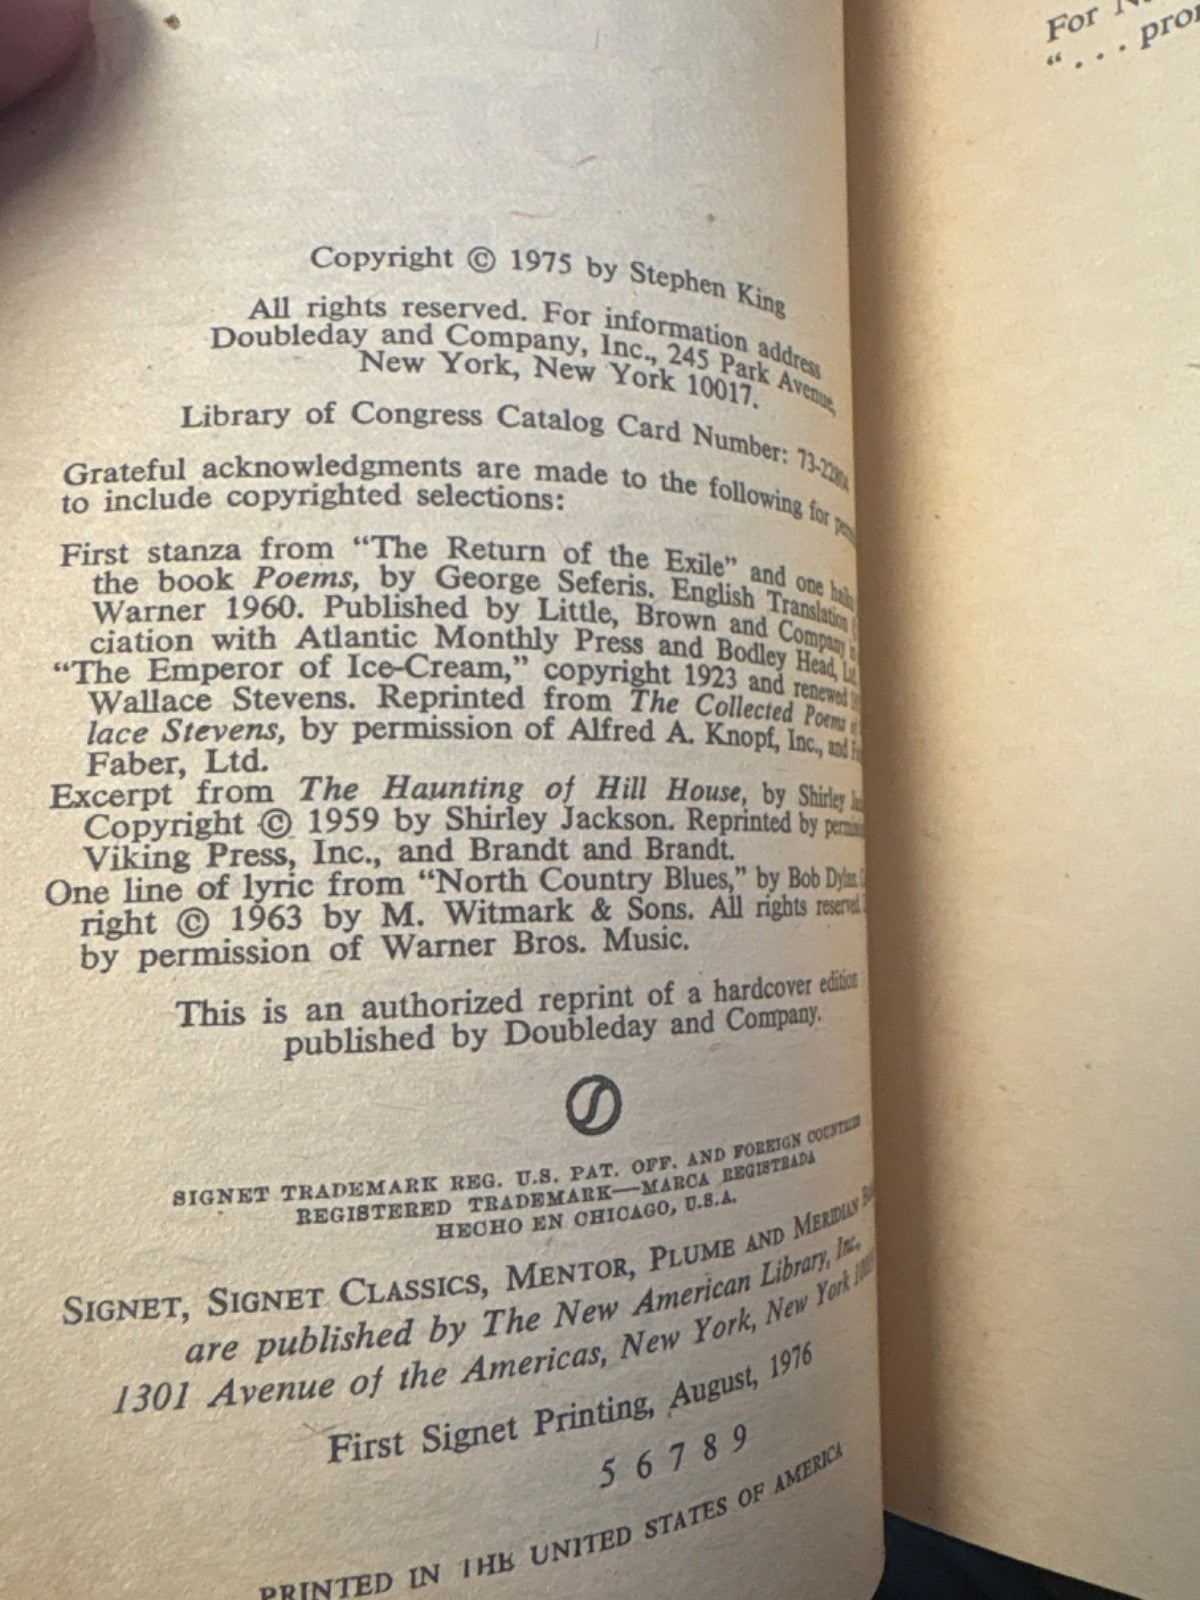 Copyright © 1975 by Stephen King
All rights reserved. For information address
Doubleday and Company, Inc., 245 Park Avenue,
New York, New York 10017.
Library of Congress Catalog Card Number: 73-22804
Grateful acknowledgments are made to the following for
to include copyrighted selections:
First stanza from “The Return of the Exile” and one
the book Poems, by George Seferis. English Translation
Warner 1960. Published by Little, Brown and Company
ciation with Atlantic Monthly Press and Bodley Head, Ltd.
“The Emperor of Ice-Cream,” copyright 1923 and renewed
Wallace Stevens. Reprinted from The Collected Poems
lace Stevens, by permission of Alfred A. Knopf, Inc., and
Faber, Ltd.
Excerpt from The Haunting of Hill House, by Shirley
Copyright © 1959 by Shirley Jackson. Reprinted by
Viking Press, Inc., and Brandt and Brandt.
One line of lyric from “North Country Blues,” by Bob Dylan.
right © 1963 by M. Witmark & Sons. All rights reserved.
by permission of Warner Bros. Music.
This is an authorized reprint of a hardcover edition
published by Doubleday and Company.
SIGNET TRADEMARK REG. U.S. PAT. OFF. AND FOREIGN COUNTRIES
REGISTERED TRADEMARK—MARCA REGISTRADA
HECHO EN CHICAGO, U.S.A.
SIGNET, SIGNET CLASSICS, MENTOR, PLUME AND MERIDIAN
are published by The New American Library, Inc.,
1301 Avenue of the Americas, New York, New York
First Signet Printing, August, 1976
5 6 7 8 9
PRINTED IN THE UNITED STATES OF AMERICA
For
“. . .